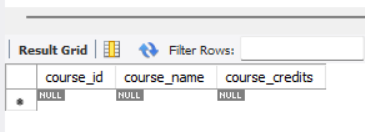 Result Grid Filter Rows:
course_id course_name course_credits
NULL NULL NULL